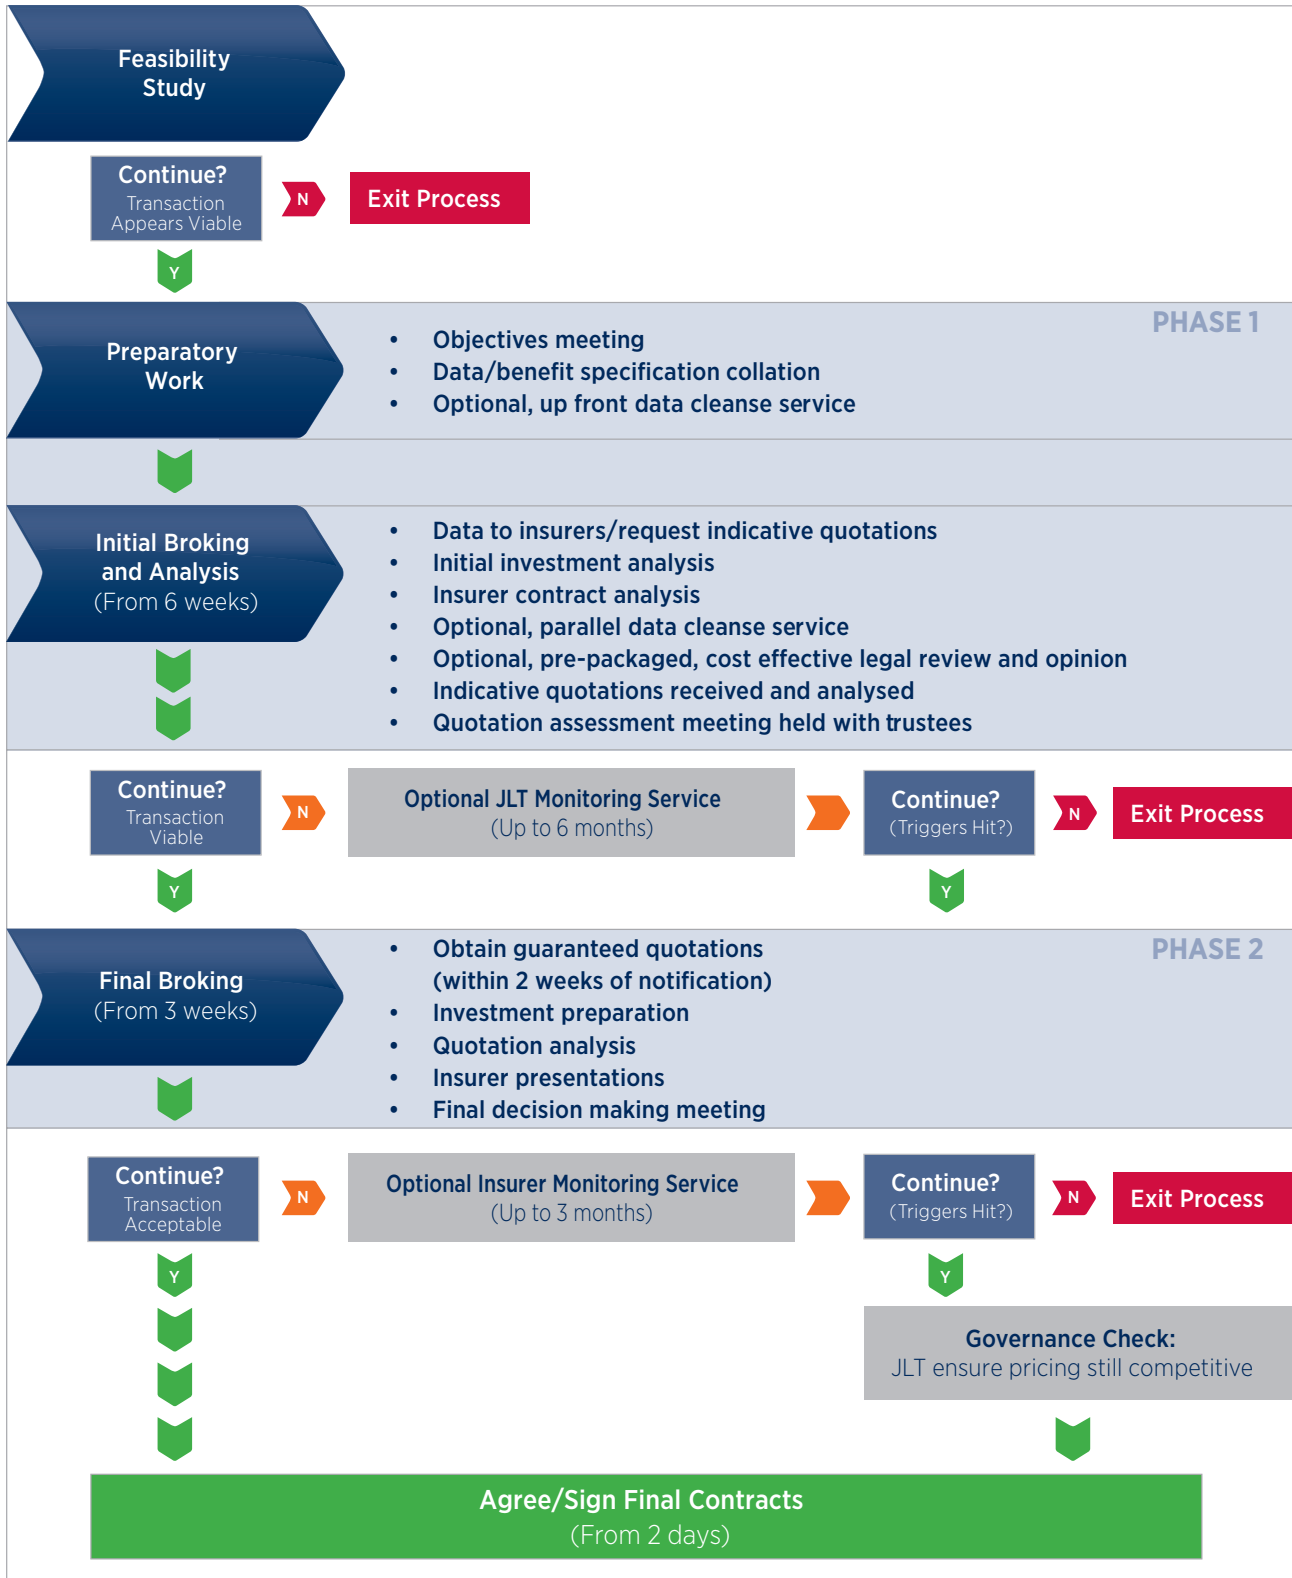 Feasibility
Study
Continue?
Transaction
Appears Viable
N
Exit Process
Y
PHASE 1
Preparatory
Work
• Objectives meeting
• Data/benefit specification collation
• Optional, up front data cleanse service
Initial Broking
and Analysis
(From 6 weeks)
• Data to insurers/request indicative quotations
• Initial investment analysis
• Insurer contract analysis
• Optional, parallel data cleanse service
• Optional, pre-packaged, cost effective legal review and opinion
• Indicative quotations received and analysed
• Quotation assessment meeting held with trustees
Continue?
Transaction
Viable
N
Optional JLT Monitoring Service
(Up to 6 months)
Continue?
(Triggers Hit?)
N
Exit Process
Y
Y
PHASE 2
Final Broking
(From 3 weeks)
• Obtain guaranteed quotations
(within 2 weeks of notification)
• Investment preparation
• Quotation analysis
• Insurer presentations
• Final decision making meeting
Continue?
Transaction
Acceptable
N
Optional Insurer Monitoring Service
(Up to 3 months)
Continue?
(Triggers Hit?)
N
Exit Process
Y
Y
Governance Check:
JLT ensure pricing still competitive
Agree/Sign Final Contracts
(From 2 days)